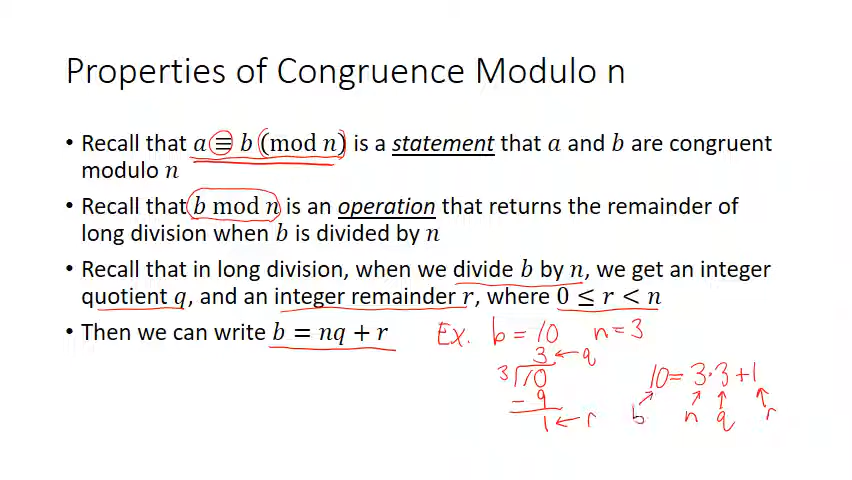 Properties of Congruence Modulo n
• Recall that a ≡ b (mod n) is a statement that a and b are congruent
modulo n
• Recall that b mod n is an operation that returns the remainder of
long division when b is divided by n
• Recall that in long division, when we divide b by n, we get an integer
quotient q, and an integer remainder r, where 0 ≤ r < n
• Then we can write b = nq + r
Ex. b = 10 n = 3
3 ← q
3 10
10 = 3·3 + 1
− 9
1 ← r
b n q r